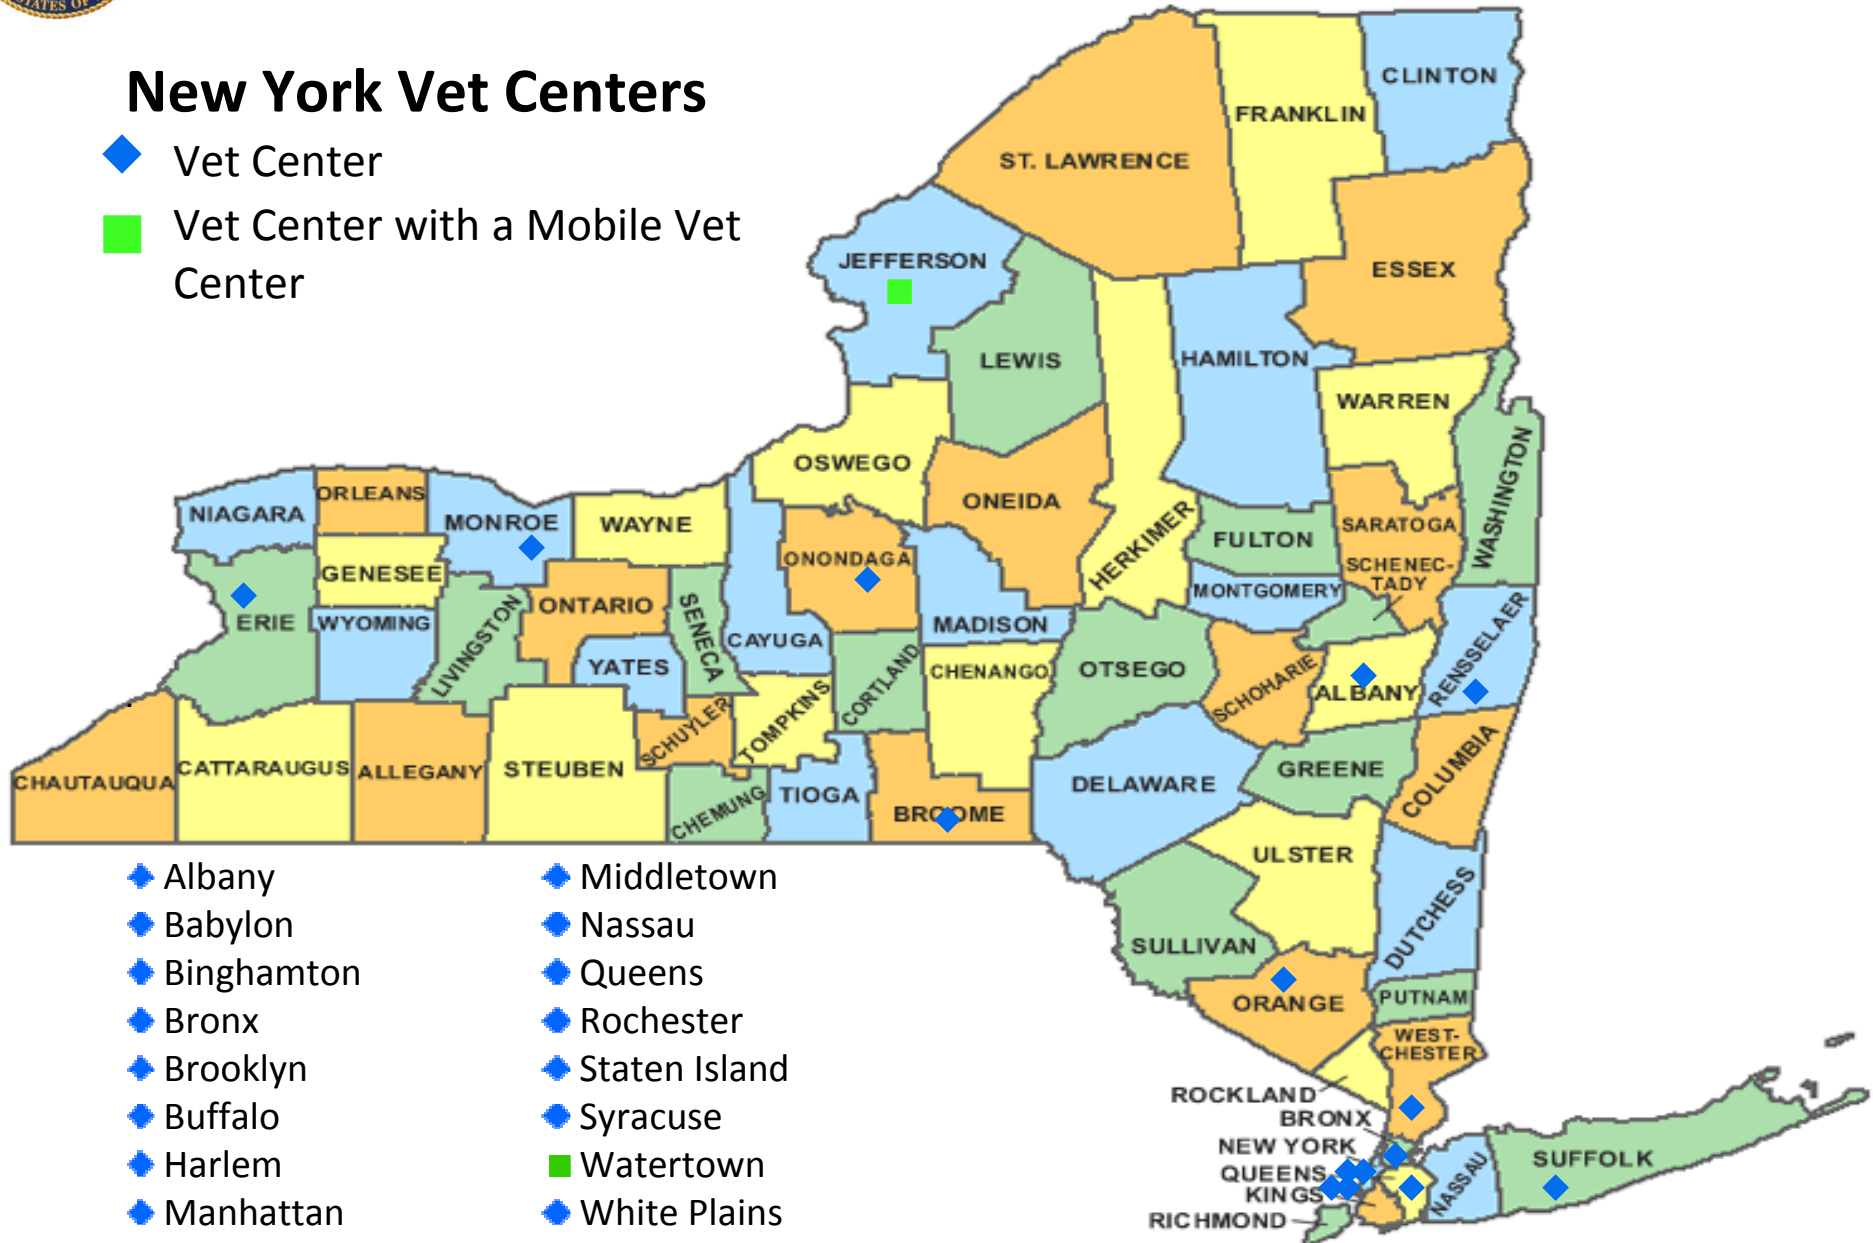 TATES OF
New York Vet Centers
Vet Center
Vet Center with a Mobile Vet
Center
CLINTON
FRANKLIN
ST. LAWRENCE
JEFFERSON
ESSEX
LEWIS
HAMILTON
WARREN
OSWEGO
WASHINGTON
ONEIDA
ORLEANS
NIAGARA
MONROE
WAYNE
SARATOGA
HERKIMER
FULTON
ONONDAGA
GENESEE
SCHENEC-
TADY
MONTGOMERY
ONTARIO
ERIE
WYOMING
LIVINGSTON
SENECA
CAYUGA
MADISON
RENSSELAER
YATES
CORTLAND
CHENANGO
OTSEGO
SCHOHARIE
ALBANY
SCHUYLER
TOMPKINS
CHAUTAUQUA
CATTARAUGUS
ALLEGANY
STEUBEN
CHEMUNG
TIOGA
BROOME
DELAWARE
GREENE
COLUMBIA
ULSTER
DUTCHESS
SULLIVAN
ORANGE
PUTNAM
WEST-
CHESTER
ROCKLAND
BRONX
NEW YORK
QUEENS
KINGS
RICHMOND
NASSAU
SUFFOLK
Albany
Babylon
Binghamton
Bronx
Brooklyn
Buffalo
Harlem
Manhattan
Middletown
Nassau
Queens
Rochester
Staten Island
Syracuse
Watertown
White Plains